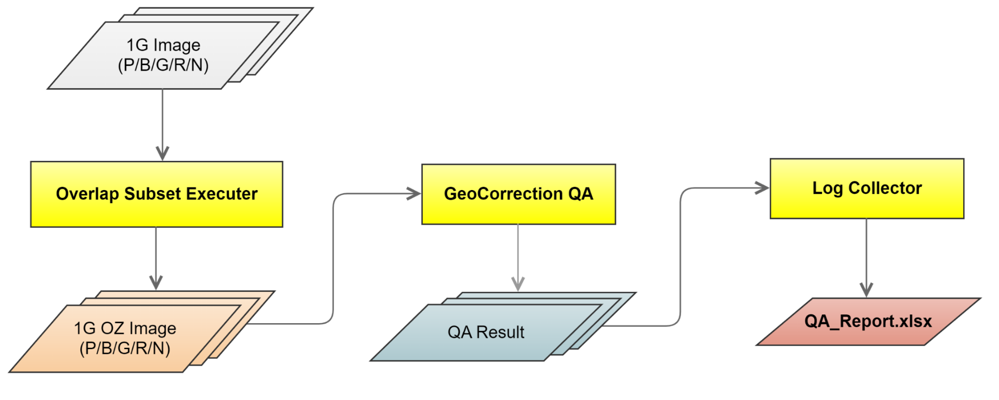 1G Image
(P/B/G/R/N)
Overlap Subset Executer
1G OZ Image
(P/B/G/R/N)
GeoCorrection QA
QA Result
Log Collector
QA_Report.xlsx